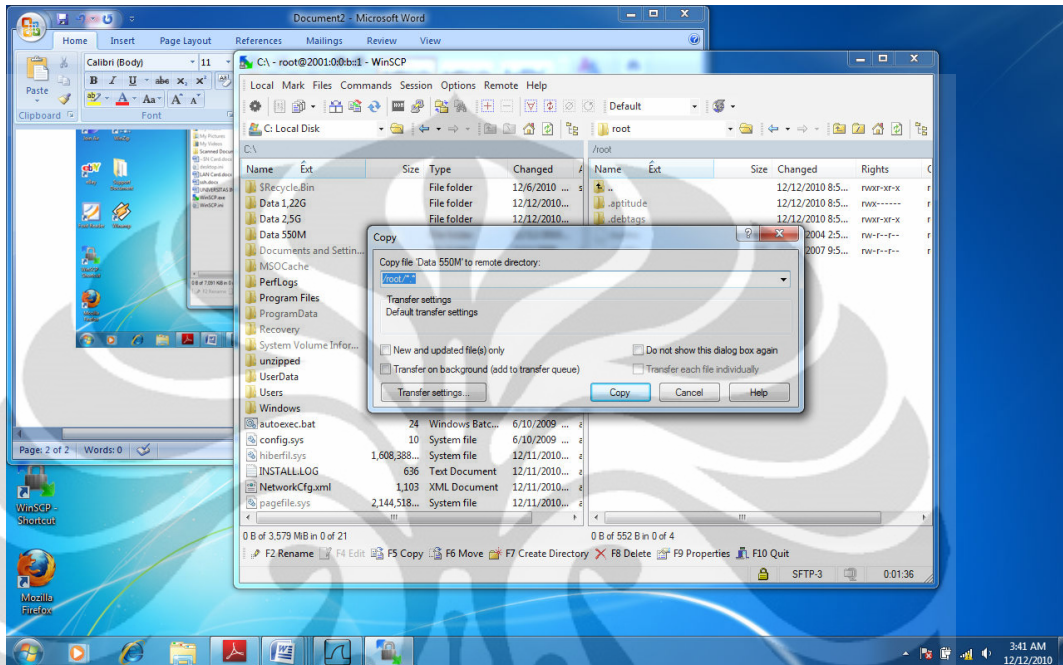 Document2 - Microsoft Word
Home Insert Page Layout References Mailings Review View
Calibri (Body) 11
Paste
Clipboard Font
C:\ - root@2001:0:0:b::1 - WinSCP
Local Mark Files Commands Session Options Remote Help
Default
C: Local Disk root
C:\ /root
Name Ext Size Type Changed Name Ext Size Changed Rights
$Recycle.Bin File folder 12/6/2010 ... .. 12/12/2010 8:5... rwxr-xr-x
Data 1,22G File folder 12/12/2010... .aptitude 12/12/2010 8:5... rwx------
Data 2,5G File folder 12/12/2010... .debtags 12/12/2010 8:5... rwxr-xr-x
Data 550M 2004 2:5... rw-r--r--
Documents and Settin... 2007 9:5... rw-r--r--
MSOCache
PerfLogs
Program Files
ProgramData
Recovery
System Volume Infor...
unzipped
UserData
Users
Windows
autoexec.bat 24 Windows Batc... 6/10/2009 ...
config.sys 10 System file 6/10/2009 ...
hiberfil.sys 1,608,388... System file 12/11/2010...
INSTALL.LOG 636 Text Document 12/11/2010...
NetworkCfg.xml 1,103 XML Document 12/11/2010...
pagefile.sys 2,144,518... System file 12/11/2010...
Copy
Copy file 'Data 550M' to remote directory:
/root/*.*
Transfer settings
Default transfer settings
New and updated file(s) only Do not show this dialog box again
Transfer on background (add to transfer queue) Transfer each file individually
Transfer settings... Copy Cancel Help
0 B of 3,579 MiB in 0 of 21 0 B of 552 B in 0 of 4
F2 Rename F4 Edit F5 Copy F6 Move F7 Create Directory F8 Delete F9 Properties F10 Quit
SFTP-3 0:01:36
Page: 2 of 2 Words: 0
WinSCP - Shortcut
Mozilla Firefox
3:41 AM
12/12/2010